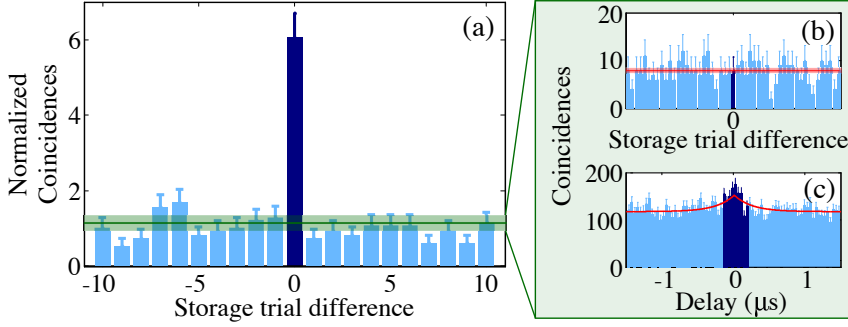 (a)
Normalized
Coincidences
6
4
2
0
-10 -5 0 5 10
Storage trial difference
Coincidences
(b)
20
10
0
0
Storage trial difference
(c)
200
100
0
-1 0 1
Delay (μs)